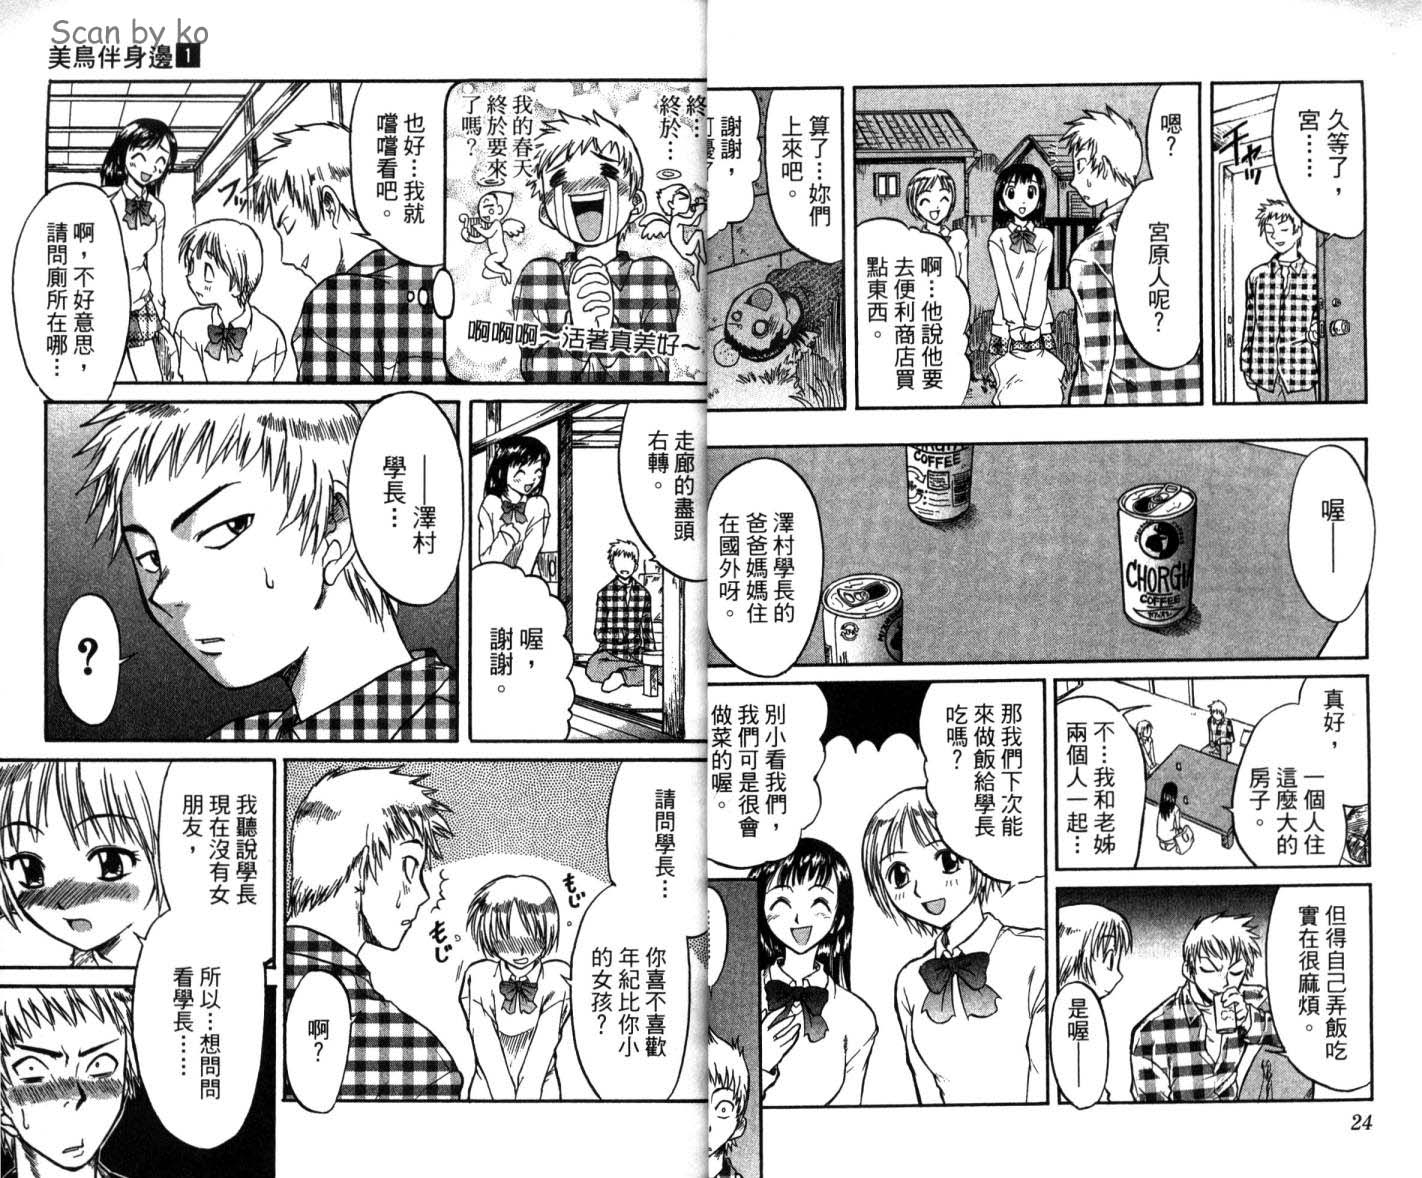 Scan by ko
美鳥伴身邊1
久等了，
宮……
嗯？
宮原人呢？
啊…他說他要
去便利商店買
點東西。
算了…妳們
上來吧。
喔——
澤村學長的
爸爸媽媽住
在國外呀。
真好，
一個人住
這麼大的
房子。
不…我和老姊
兩個人一起…
但得自己弄飯吃
實在很麻煩。
是喔——
那我們下次能
來做飯給學長
吃嗎？
別小看我們，
我們可是很會
做菜的喔。
24
謝謝，
終…
終於…
我的春天
終於要來
了嗎？
啊啊啊～活著真美好～
也好…我就
嚐嚐看吧。
啊，不好意思，
請問廁所在哪…
走廊的盡頭
右轉。
喔，
謝謝。
——澤村
學長…
？
請問學長…
你喜不喜歡
年紀比你小
的女孩？
もじ
もじ
啊？
我聽說學長
現在沒有女
朋友，
所以…想問問
看學長……